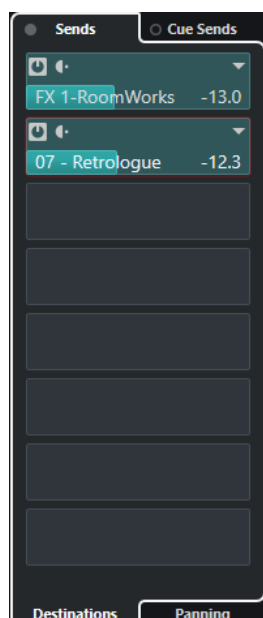 Sends Cue Sends
FX 1-RoomWorks -13.0
07 - Retrologue -12.3
Destinations Panning